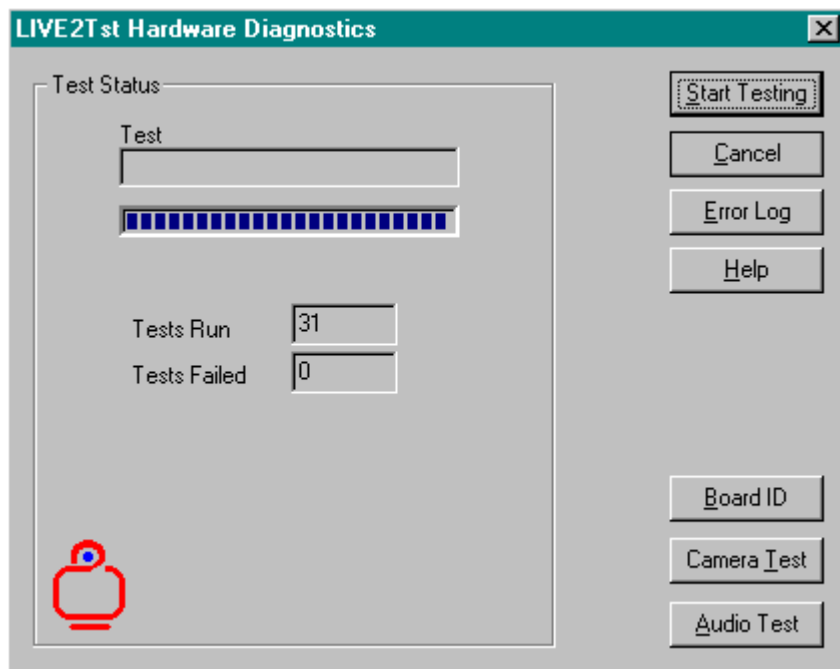 LIVE2Tst Hardware Diagnostics
Test Status
Test
Tests Run 31
Tests Failed 0
Start Testing
Cancel
Error Log
Help
Board ID
Camera Test
Audio Test